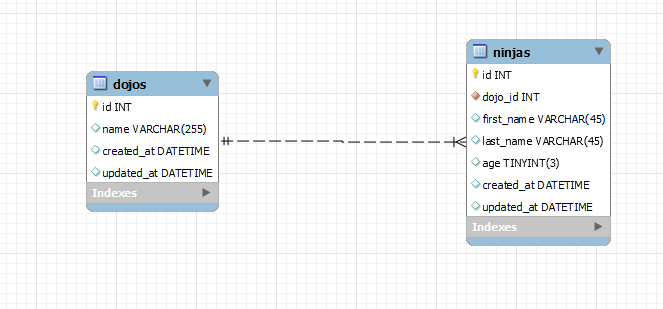 dojos
id INT
name VARCHAR(255)
created_at DATETIME
updated_at DATETIME
Indexes
ninjas
id INT
dojo_id INT
first_name VARCHAR(45)
last_name VARCHAR(45)
age TINYINT(3)
created_at DATETIME
updated_at DATETIME
Indexes